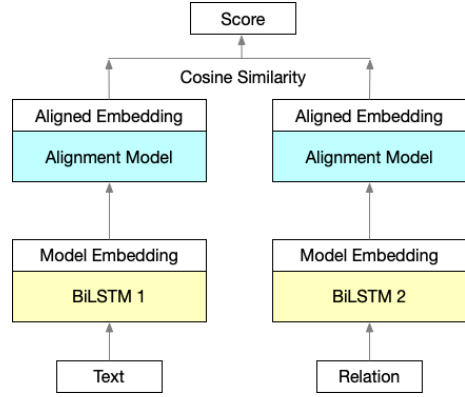 Score
Cosine Similarity
Aligned Embedding
Aligned Embedding
Alignment Model
Alignment Model
Model Embedding
Model Embedding
BiLSTM 1
BiLSTM 2
Text
Relation